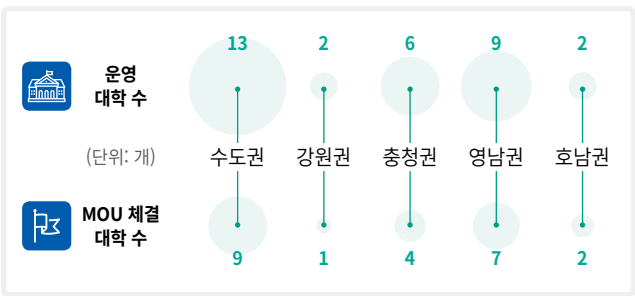 13 2 6 9 2
운영
대학 수
(단위: 개) 수도권 강원권 충청권 영남권 호남권
MOU 체결
대학 수
9 1 4 7 2